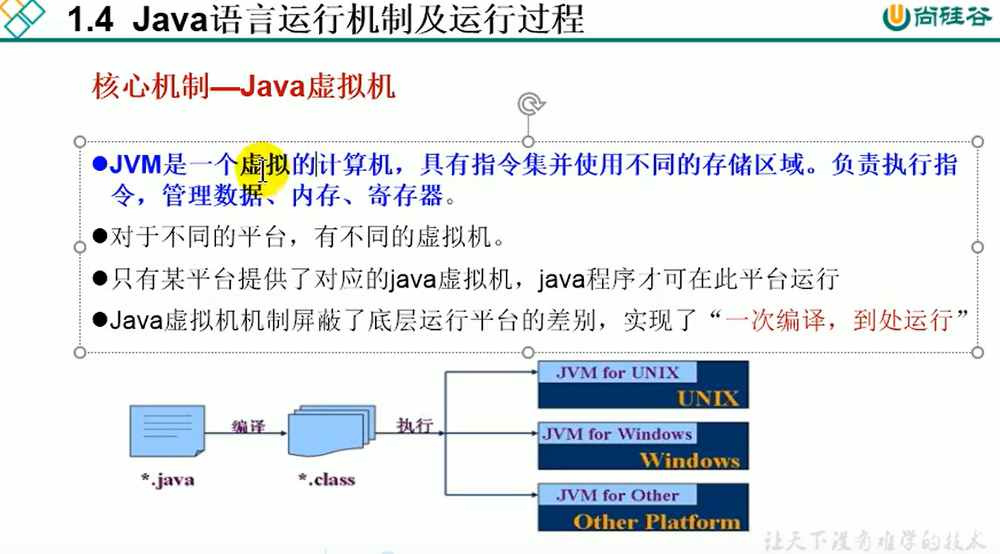 1.4 Java语言运行机制及运行过程
尚硅谷
核心机制—Java虚拟机
●JVM是一个虚拟的计算机，具有指令集并使用不同的存储区域。负责执行指
令，管理数据、内存、寄存器。
●对于不同的平台，有不同的虚拟机。
●只有某平台提供了对应的java虚拟机，java程序才可在此平台运行
●Java虚拟机机制屏蔽了底层运行平台的差别，实现了“一次编译，到处运行”
JVM for UNIX
UNIX
编译
执行
JVM for Windows
Windows
*.java
*.class
JVM for Other
Other Platform
让天下没有难学的技术